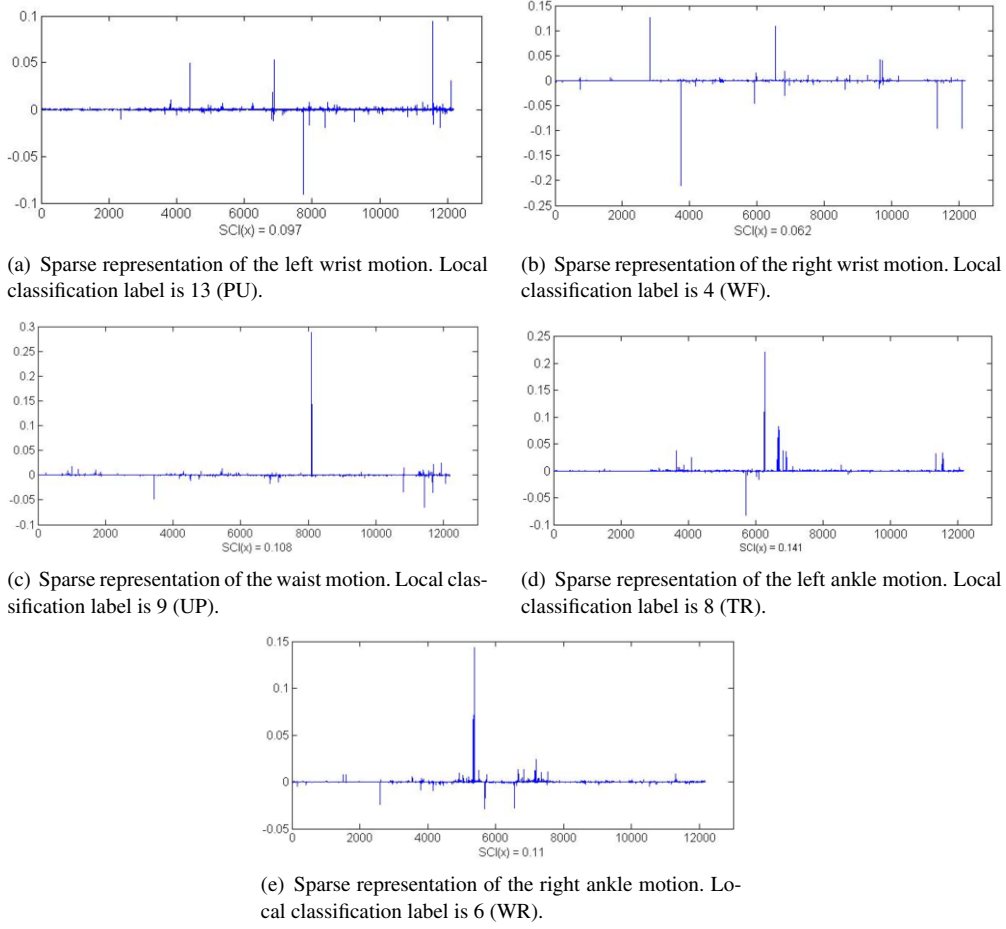 0.1
0.05
0
-0.05
-0.1
0 2000 4000 6000 8000 10000 12000
SCI(x) = 0.097
(a) Sparse representation of the left wrist motion. Local
classification label is 13 (PU).
0.15
0.1
0.05
0
-0.05
-0.1
-0.15
-0.2
-0.25
0 2000 4000 6000 8000 10000 12000
SCI(x) = 0.062
(b) Sparse representation of the right wrist motion. Local
classification label is 4 (WF).
0.3
0.25
0.2
0.15
0.1
0.05
0
-0.05
-0.1
0 2000 4000 6000 8000 10000 12000
SCI(x) = 0.108
(c) Sparse representation of the waist motion. Local clas-
sification label is 9 (UP).
0.25
0.2
0.15
0.1
0.05
0
-0.05
-0.1
0 2000 4000 6000 8000 10000 12000
SCI(x) = 0.141
(d) Sparse representation of the left ankle motion. Local
classification label is 8 (TR).
0.15
0.1
0.05
0
-0.05
0 2000 4000 6000 8000 10000 12000
SCI(x) = 0.11
(e) Sparse representation of the right ankle motion. Lo-
cal classification label is 6 (WR).